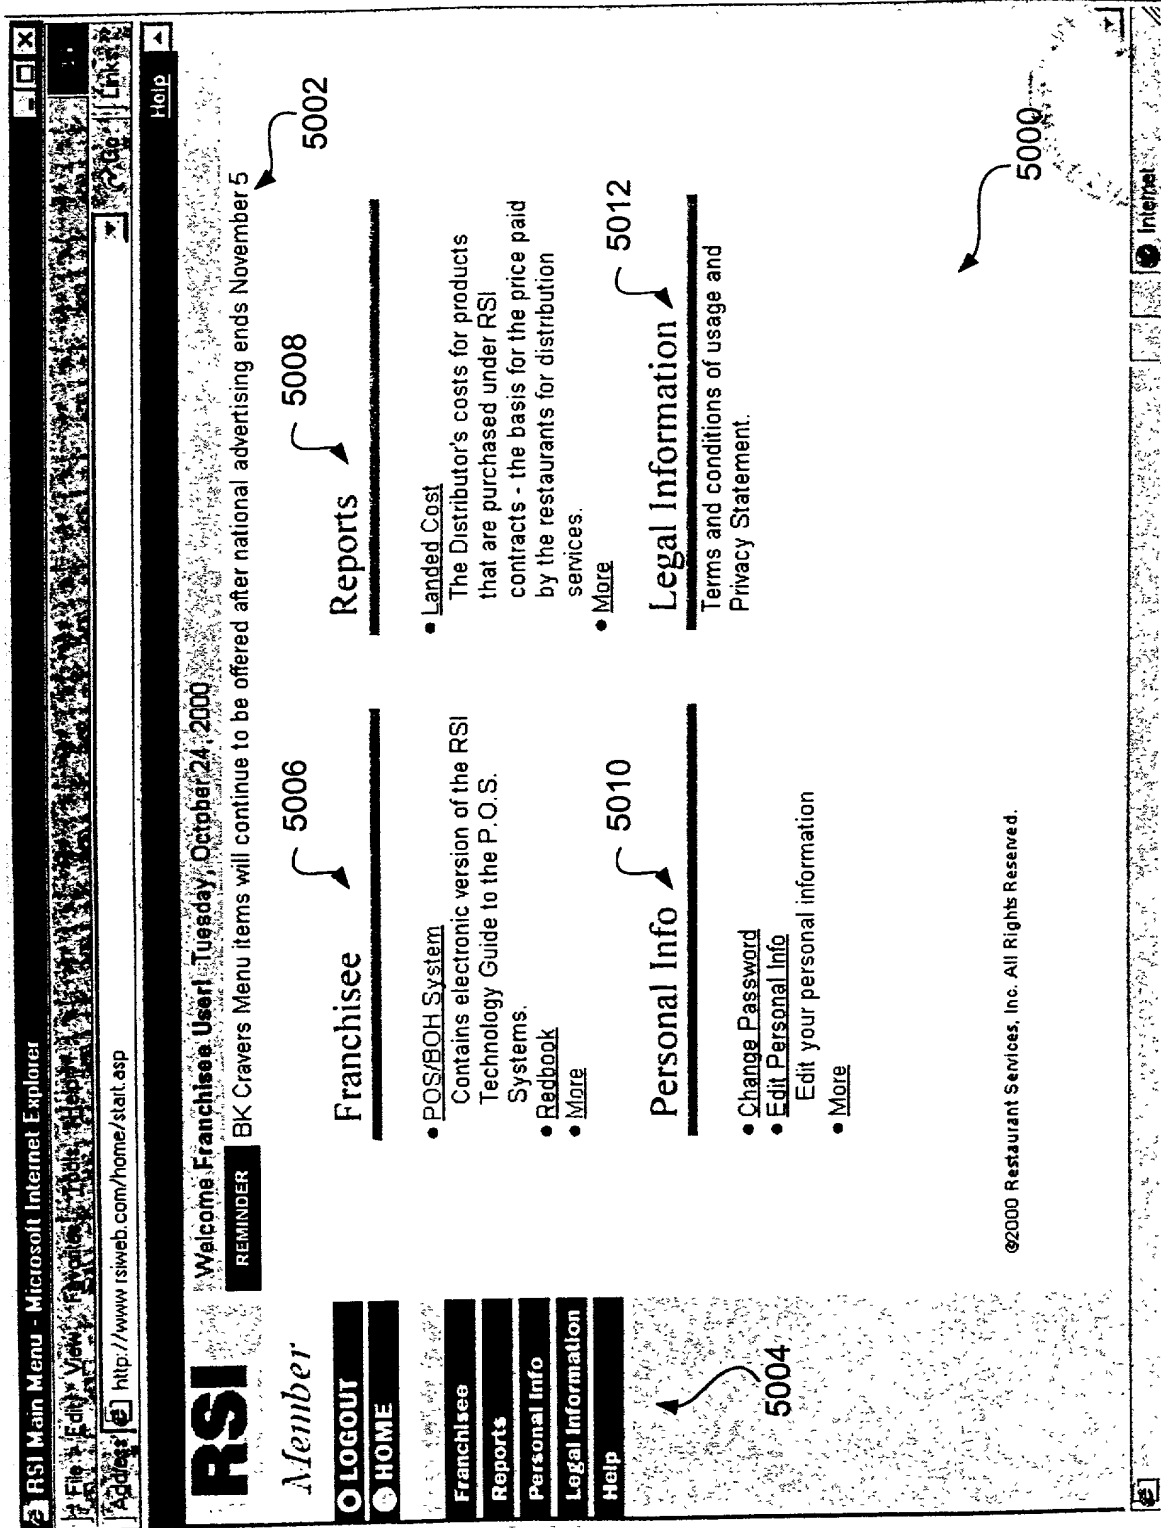 RSI Main Menu - Microsoft Internet Explorer
File Edit View Favorites Tools Help
Address http://www.rsiweb.com/home/start.asp Go Links »
Help
RSI
Welcome Franchisee User! Tuesday, October 24, 2000
REMINDER BK Cravers Menu items will continue to be offered after national advertising ends November 5
5002
Member
LOGOUT
HOME
Franchisee
Reports
Personal Info
Legal Information
Help
5004
Franchisee
5006
• POS/BOH System
Contains electronic version of the RSI
Technology Guide to the P.O.S.
Systems.
• Redbook
• More
Reports
5008
• Landed Cost
The Distributor's costs for products
that are purchased under RSI
contracts - the basis for the price paid
by the restaurants for distribution
services.
• More
Personal Info
5010
• Change Password
• Edit Personal Info
Edit your personal information
• More
Legal Information
5012
Terms and conditions of usage and
Privacy Statement.
5000
©2000 Restaurant Services, Inc. All Rights Reserved.
Internet